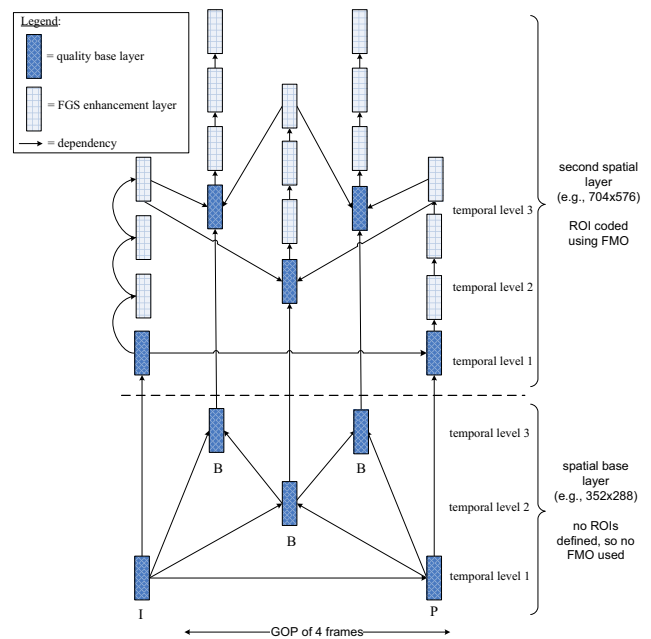 Legend:
= quality base layer
= FGS enhancement layer
= dependency
second spatial
layer
(e.g., 704x576)
ROI coded
using FMO
temporal level 3
temporal level 2
temporal level 1
temporal level 3
B
B
spatial base
layer
(e.g., 352x288)
temporal level 2
no ROIs
defined, so no
FMO used
B
temporal level 1
I
P
GOP of 4 frames